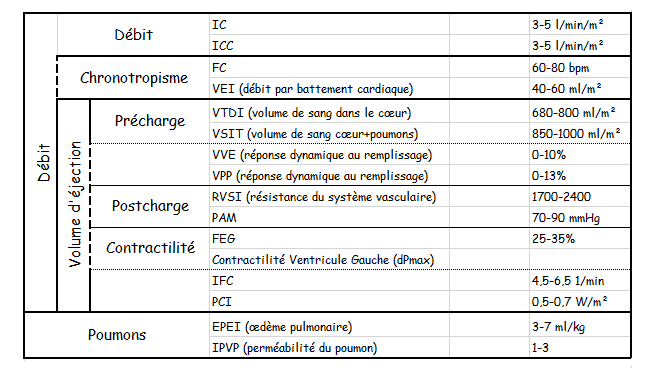 IC 3-5 l/min/m²
Débit
ICC 3-5 l/min/m²
Chronotropisme
FC 60-80 bpm
VEI (débit par battement cardiaque) 40-60 ml/m²
Débit
Volume d'éjection
Précharge
VTDI (volume de sang dans le cœur) 680-800 ml/m²
VSIT (volume de sang cœur+poumons) 850-1000 ml/m²
VVE (réponse dynamique au remplissage) 0-10%
VPP (réponse dynamique au remplissage) 0-13%
Postcharge
RVSI (résistance du système vasculaire) 1700-2400
PAM 70-90 mmHg
Contractilité
FEG 25-35%
Contractilité Ventricule Gauche (dPmax)
IFC 4,5-6,5 1/min
PCI 0,5-0,7 W/m²
Poumons
EPEI (œdème pulmonaire) 3-7 ml/kg
IPVP (perméabilité du poumon) 1-3